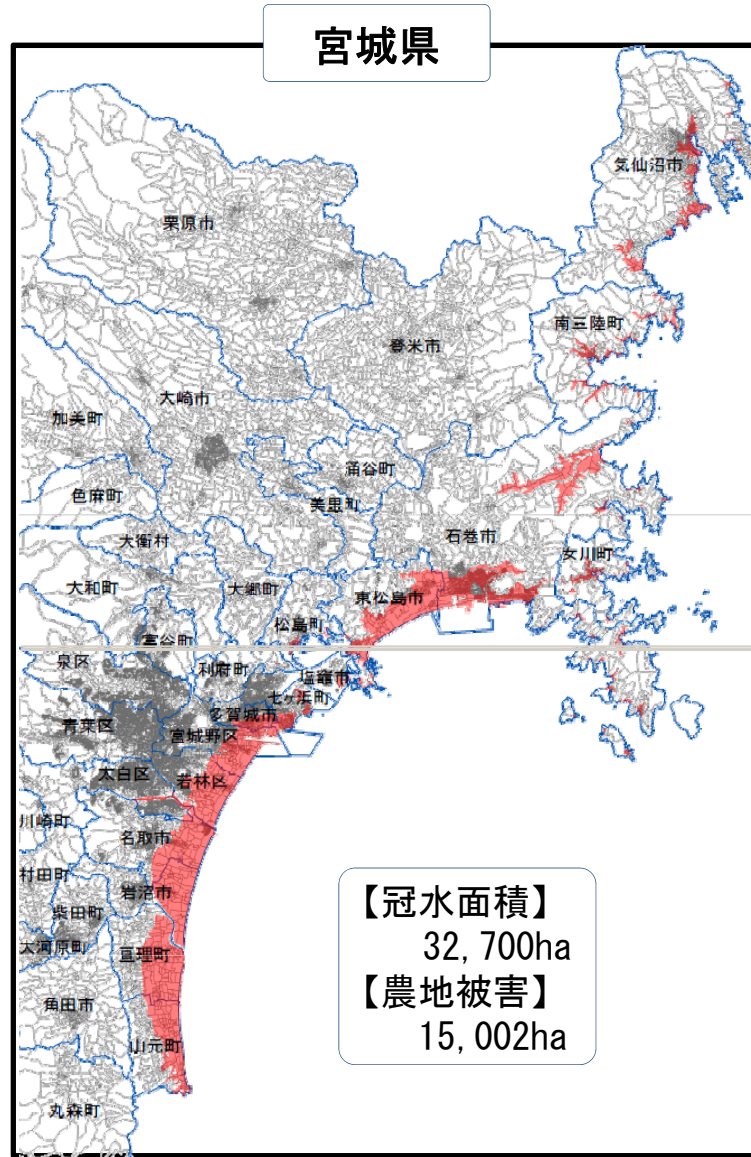 宮城県
気仙沼市
栗原市
南三陸町
登米市
大崎市
加美町
涌谷町
色麻町
美里町
大衡村
石巻市
女川町
大和町
大郷町
東松島市
松島町
富谷町
泉区
利府町
塩竈市
七ヶ浜町
多賀城市
青葉区
宮城野区
太白区
若林区
川崎町
名取市
村田町
岩沼市
柴田町
大河原町
亘理町
角田市
山元町
丸森町
【冠水面積】
32,700ha
【農地被害】
15,002ha